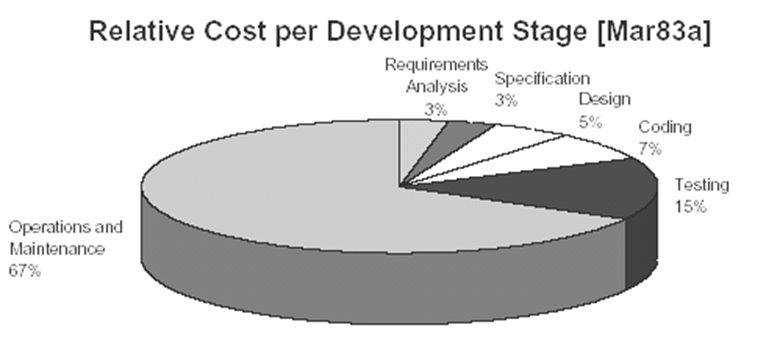 Relative Cost per Development Stage [Mar83a]
Requirements
Analysis
3%
Specification
3%
Design
5%
Coding
7%
Testing
15%
Operations and
Maintenance
67%